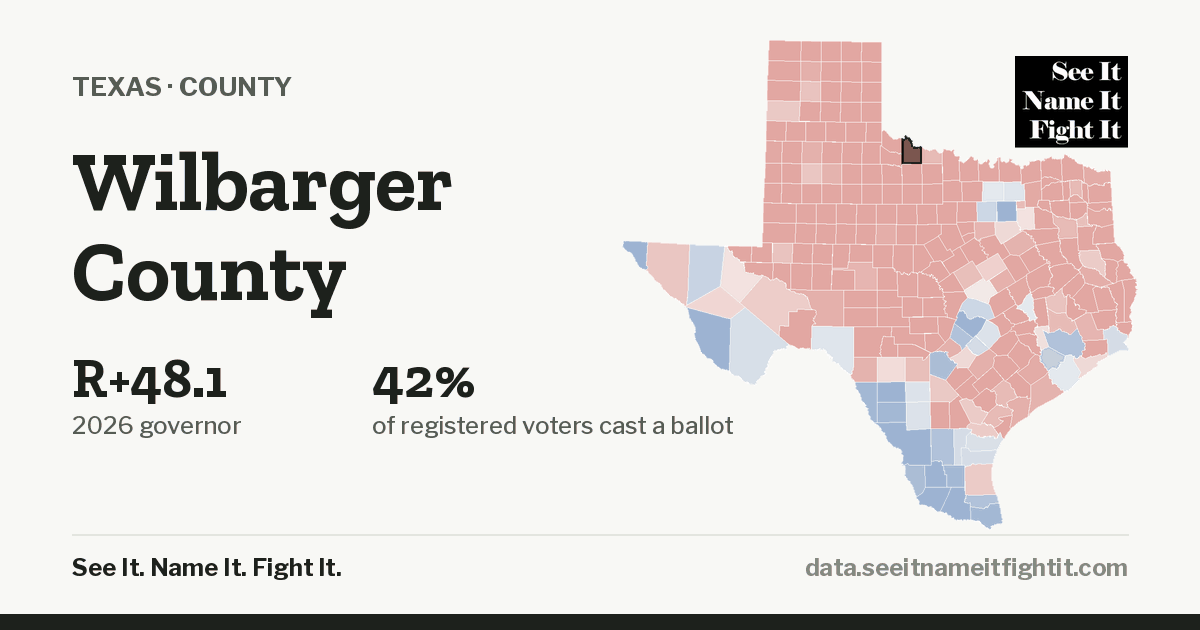 TEXAS · COUNTY
Wilbarger
County
R+48.1
2026 governor
42%
of registered voters cast a ballot
See It
Name It
Fight It
See It. Name It. Fight It.
data.seeitnameitfightit.com